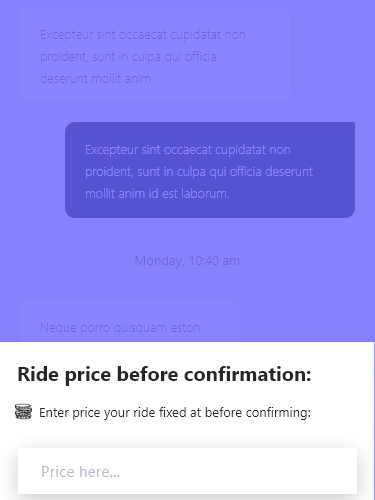 Excepteur sint occaecat cupidatat non
proident, sunt in culpa qui officia
deserunt mollit anim.
Excepteur sint occaecat cupidatat non
proident, sunt in culpa qui officia deserunt
mollit anim id est laborum.
Monday, 10:40 am
Neque porro quisquam eston.
Ride price before confirmation:
Enter price your ride fixed at before confirming:
Price here...